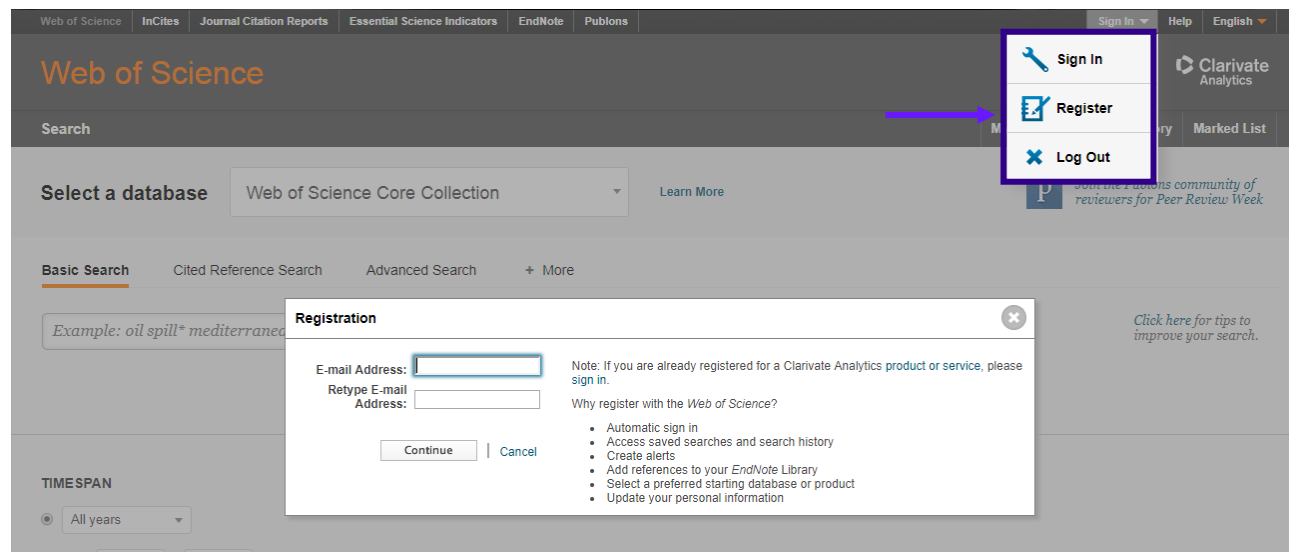 Web of Science InCites Journal Citation Reports Essential Science Indicators EndNote Publons Sign In Help English
Sign In
Register
Log Out
Web of Science
Clarivate
Analytics
Search
M ry Marked List
Select a database Web of Science Core Collection Learn More
Join the Publons community of
reviewers for Peer Review Week
p
Basic Search Cited Reference Search Advanced Search + More
Example: oil spill* mediterranea
Click here for tips to
improve your search.
Registration
E-mail Address:
Retype E-mail
Address:
Continue | Cancel
Note: If you are already registered for a Clarivate Analytics product or service, please
sign in.
Why register with the Web of Science?
• Automatic sign in
• Access saved searches and search history
• Create alerts
• Add references to your EndNote Library
• Select a preferred starting database or product
• Update your personal information
TIMESPAN
All years